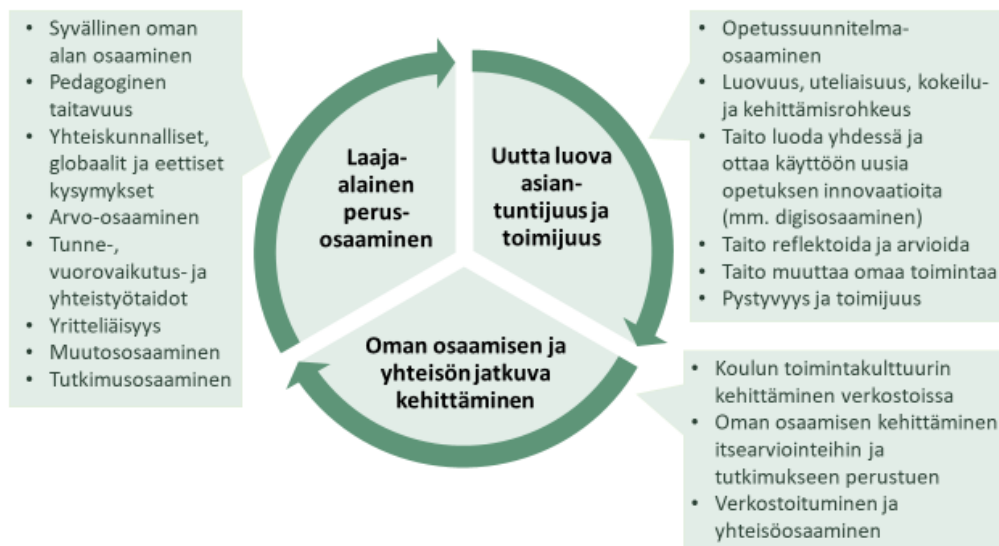 • Syvällinen oman
alan osaaminen
• Pedagoginen
taitavuus
• Yhteiskunnalliset,
globaalit ja eettiset
kysymykset
• Arvo-osaaminen
• Tunne-,
vuorovaikutus- ja
yhteistyötaidot
• Yritteliäisyys
• Muutososaaminen
• Tutkimusosaaminen
Laaja-
alainen
perus-
osaaminen
Uutta luova
asian-
tuntijuus ja
toimijuus
Oman osaamisen ja
yhteisön jatkuva
kehittäminen
• Opetussuunnitelma-
osaaminen
• Luovuus, uteliaisuus, kokeilu-
ja kehittämisrohkeus
• Taito luoda yhdessä ja
ottaa käyttöön uusia
opetuksen innovaatioita
(mm. digisosaaminen)
• Taito reflektoida ja arvioida
• Taito muuttaa omaa toimintaa
• Pystyvyys ja toimijuus
• Koulun toimintakulttuurin
kehittäminen verkostoissa
• Oman osaamisen kehittäminen
itsearviointeihin ja
tutkimukseen perustuen
• Verkostoituminen ja
yhteisöosaaminen